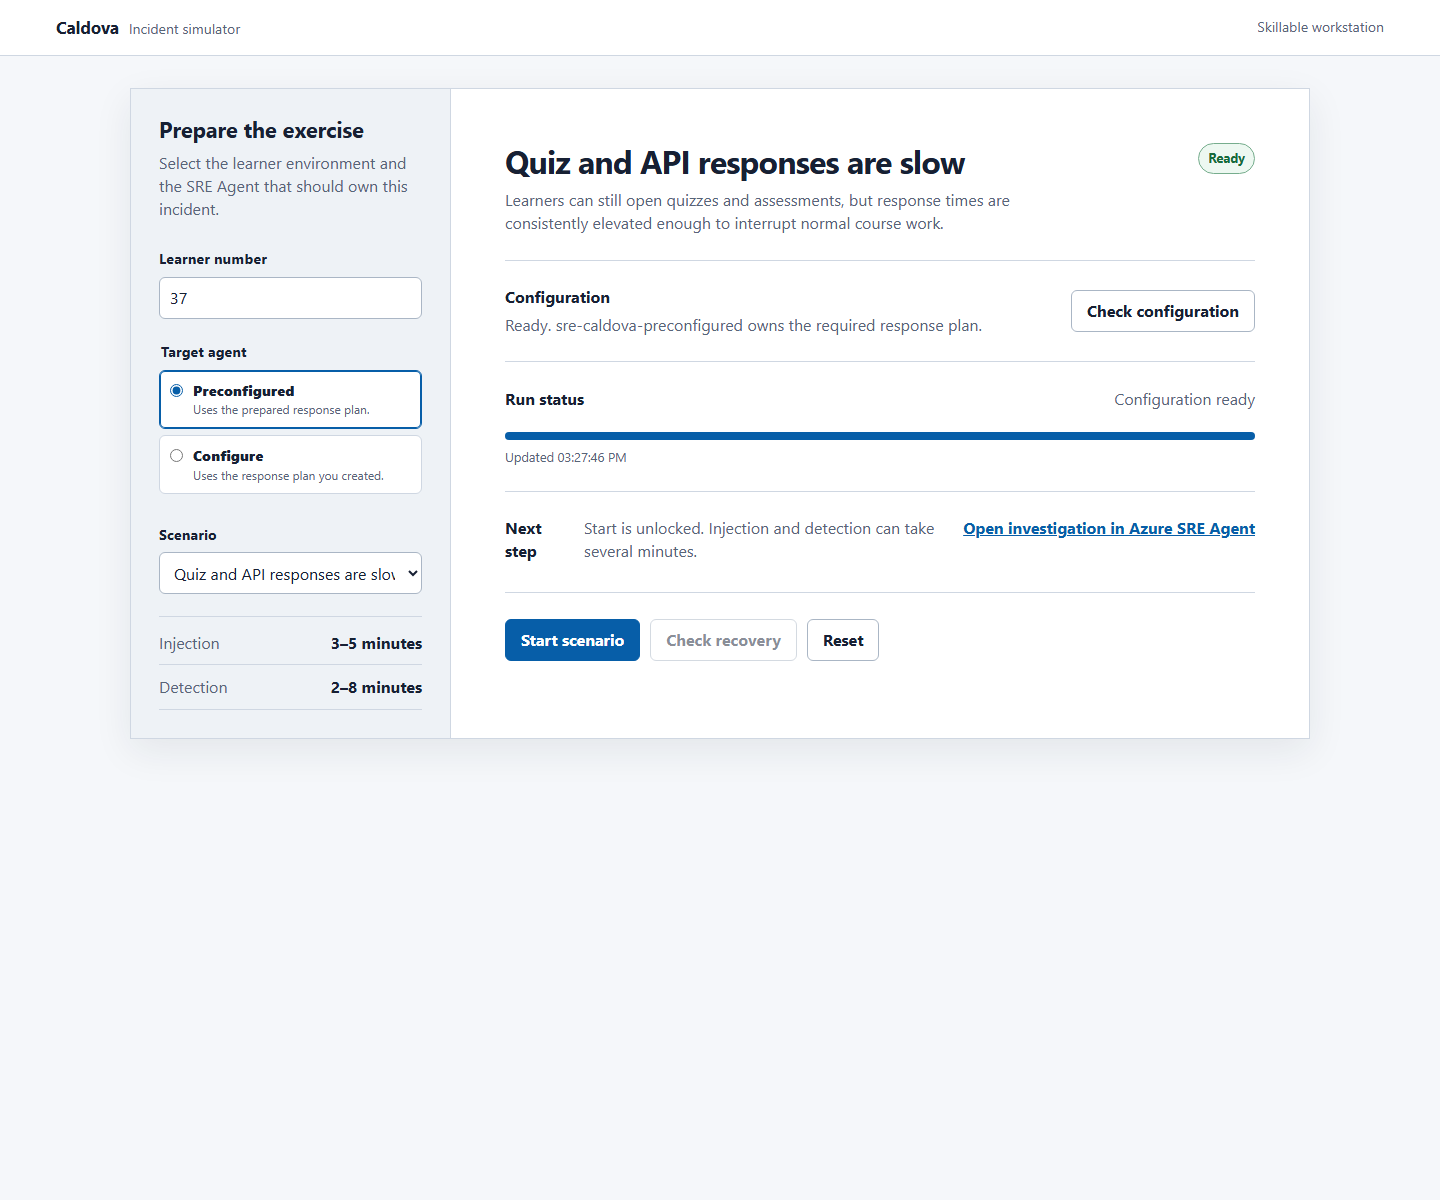 Caldova Incident simulator
Skillable workstation
Prepare the exercise
Select the learner environment and
the SRE Agent that should own this
incident.
Learner number
37
Target agent
Preconfigured
Uses the prepared response plan.
Configure
Uses the response plan you created.
Scenario
Quiz and API responses are slov
Injection 3–5 minutes
Detection 2–8 minutes
Quiz and API responses are slow
Ready
Learners can still open quizzes and assessments, but response times are
consistently elevated enough to interrupt normal course work.
Configuration
Ready. sre-caldova-preconfigured owns the required response plan.
Check configuration
Run status
Configuration ready
Updated 03:27:46 PM
Next
step
Start is unlocked. Injection and detection can take
several minutes.
Open investigation in Azure SRE Agent
Start scenario
Check recovery
Reset